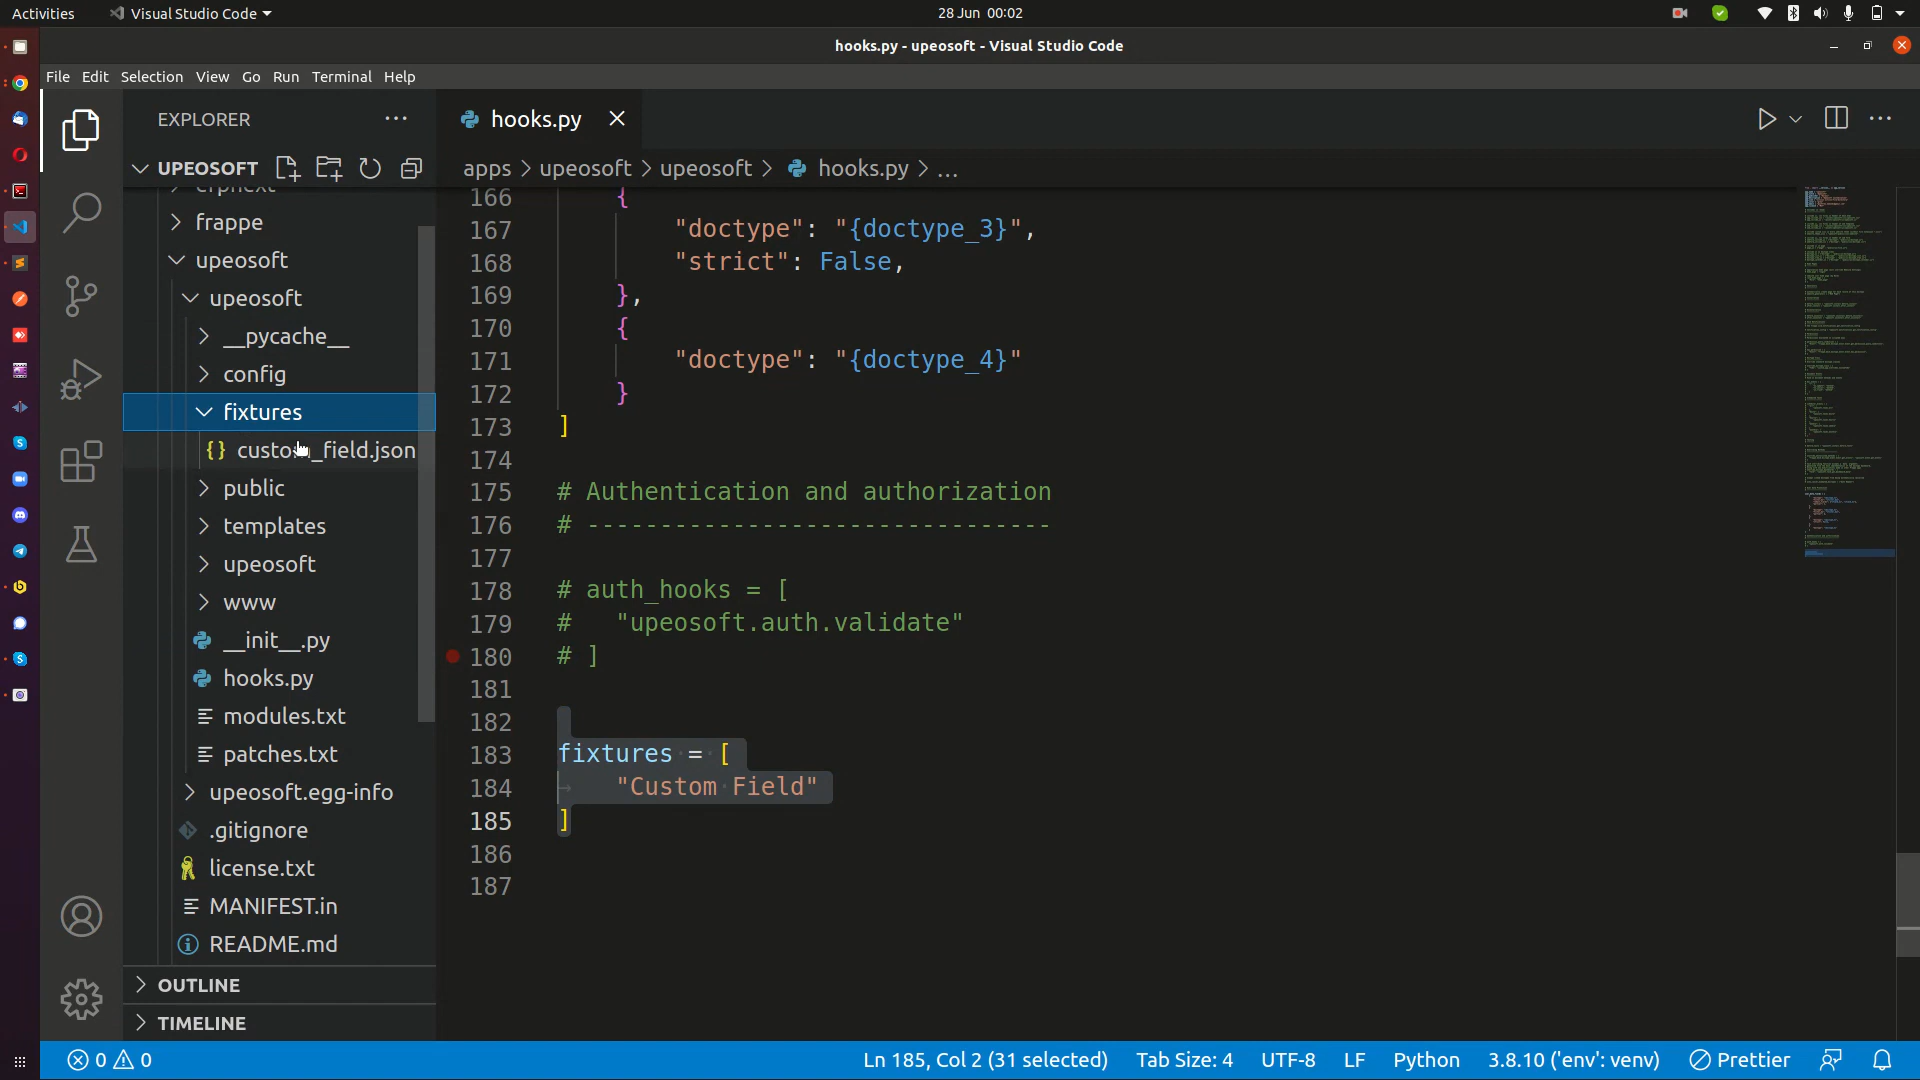 Activities
Visual Studio Code
28 Jun 00:02
hooks.py - upeosoft - Visual Studio Code
File Edit Selection View Go Run Terminal Help
EXPLORER
hooks.py
UPEOSOFT
apps > upeosoft > upeosoft > hooks.py > ...
erpnext
frappe
upeosoft
upeosoft
__pycache__
config
fixtures
_field.json
public
templates
upeosoft
www
__init__.py
hooks.py
modules.txt
patches.txt
upeosoft.egg-info
.gitignore
license.txt
MANIFEST.in
README.md
OUTLINE
TIMELINE
166 {
167 "doctype": "{doctype_3}",
168 "strict": False,
169 },
170 {
171 "doctype": "{doctype_4}"
172 }
173 ]
174
175 # Authentication and authorization
176 # --------------------------------
177
178 # auth_hooks = [
179 # "upeosoft.auth.validate"
180 # ]
181
182
183 fixtures = [
184 "Custom Field"
185 ]
186
187
0 0
Ln 185, Col 2 (31 selected)
Tab Size: 4
UTF-8
LF
Python
3.8.10 ('env': venv)
Prettier